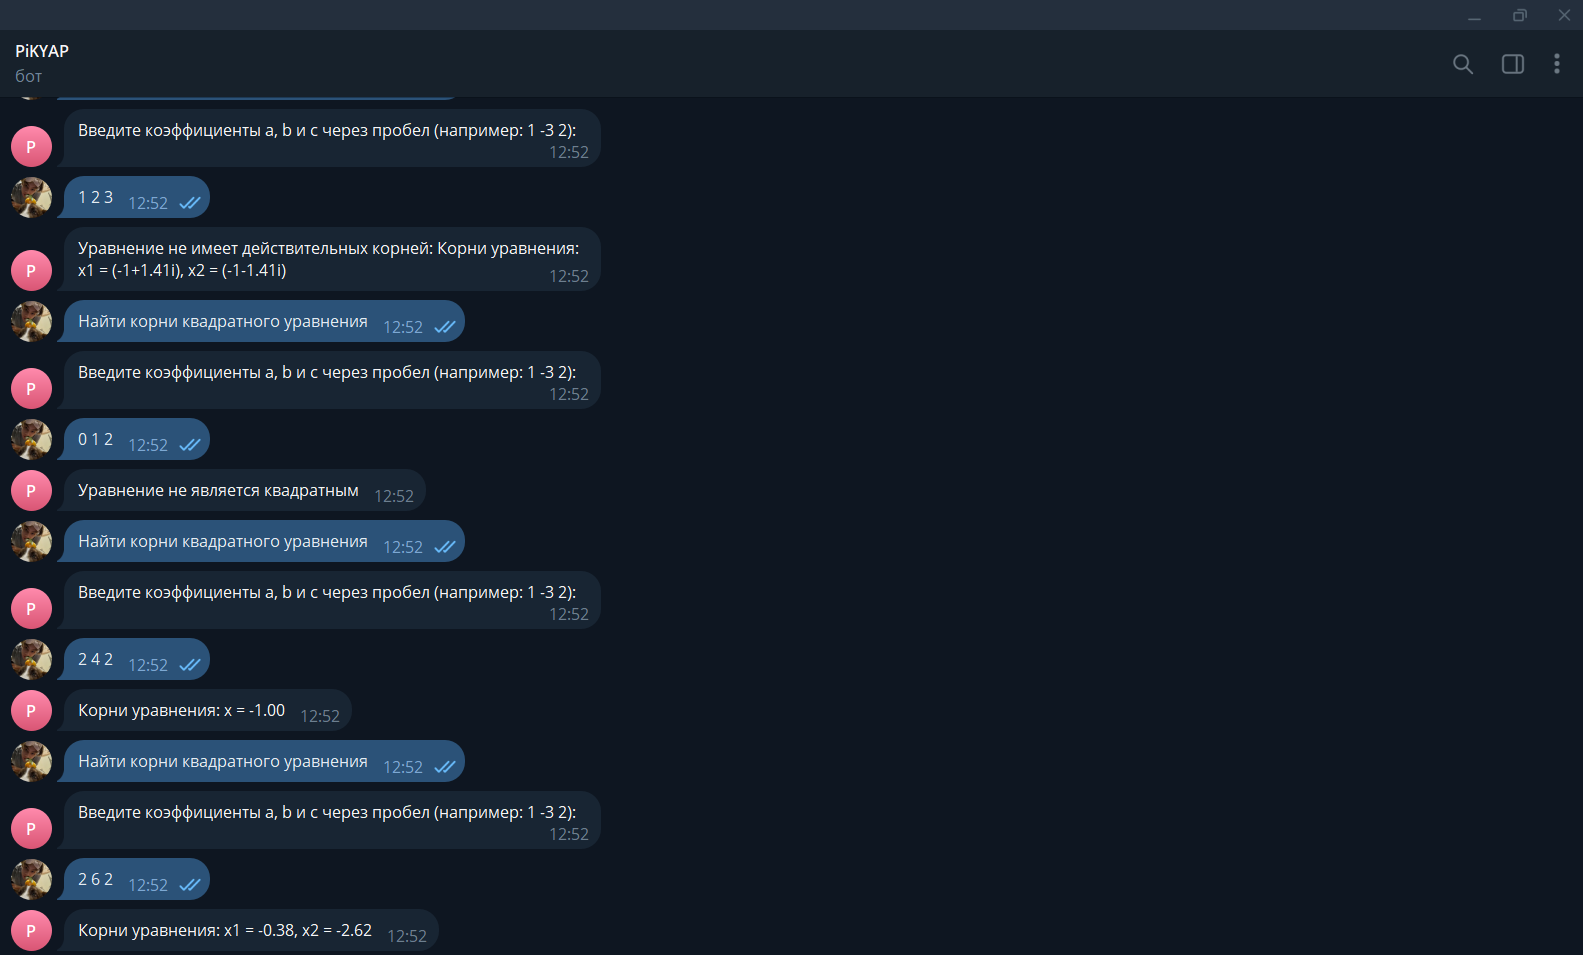 PiKYAP
бот
Введите коэффициенты a, b и c через пробел (например: 1 -3 2):
12:52
P
1 2 3 12:52
Уравнение не имеет действительных корней: Корни уравнения:
x1 = (-1+1.41i), x2 = (-1-1.41i) 12:52
P
Найти корни квадратного уравнения 12:52
Введите коэффициенты a, b и c через пробел (например: 1 -3 2):
12:52
P
0 1 2 12:52
P Уравнение не является квадратным 12:52
Найти корни квадратного уравнения 12:52
Введите коэффициенты a, b и c через пробел (например: 1 -3 2):
12:52
P
2 4 2 12:52
P Корни уравнения: x = -1.00 12:52
Найти корни квадратного уравнения 12:52
Введите коэффициенты a, b и c через пробел (например: 1 -3 2):
12:52
P
2 6 2 12:52
P Корни уравнения: x1 = -0.38, x2 = -2.62 12:52